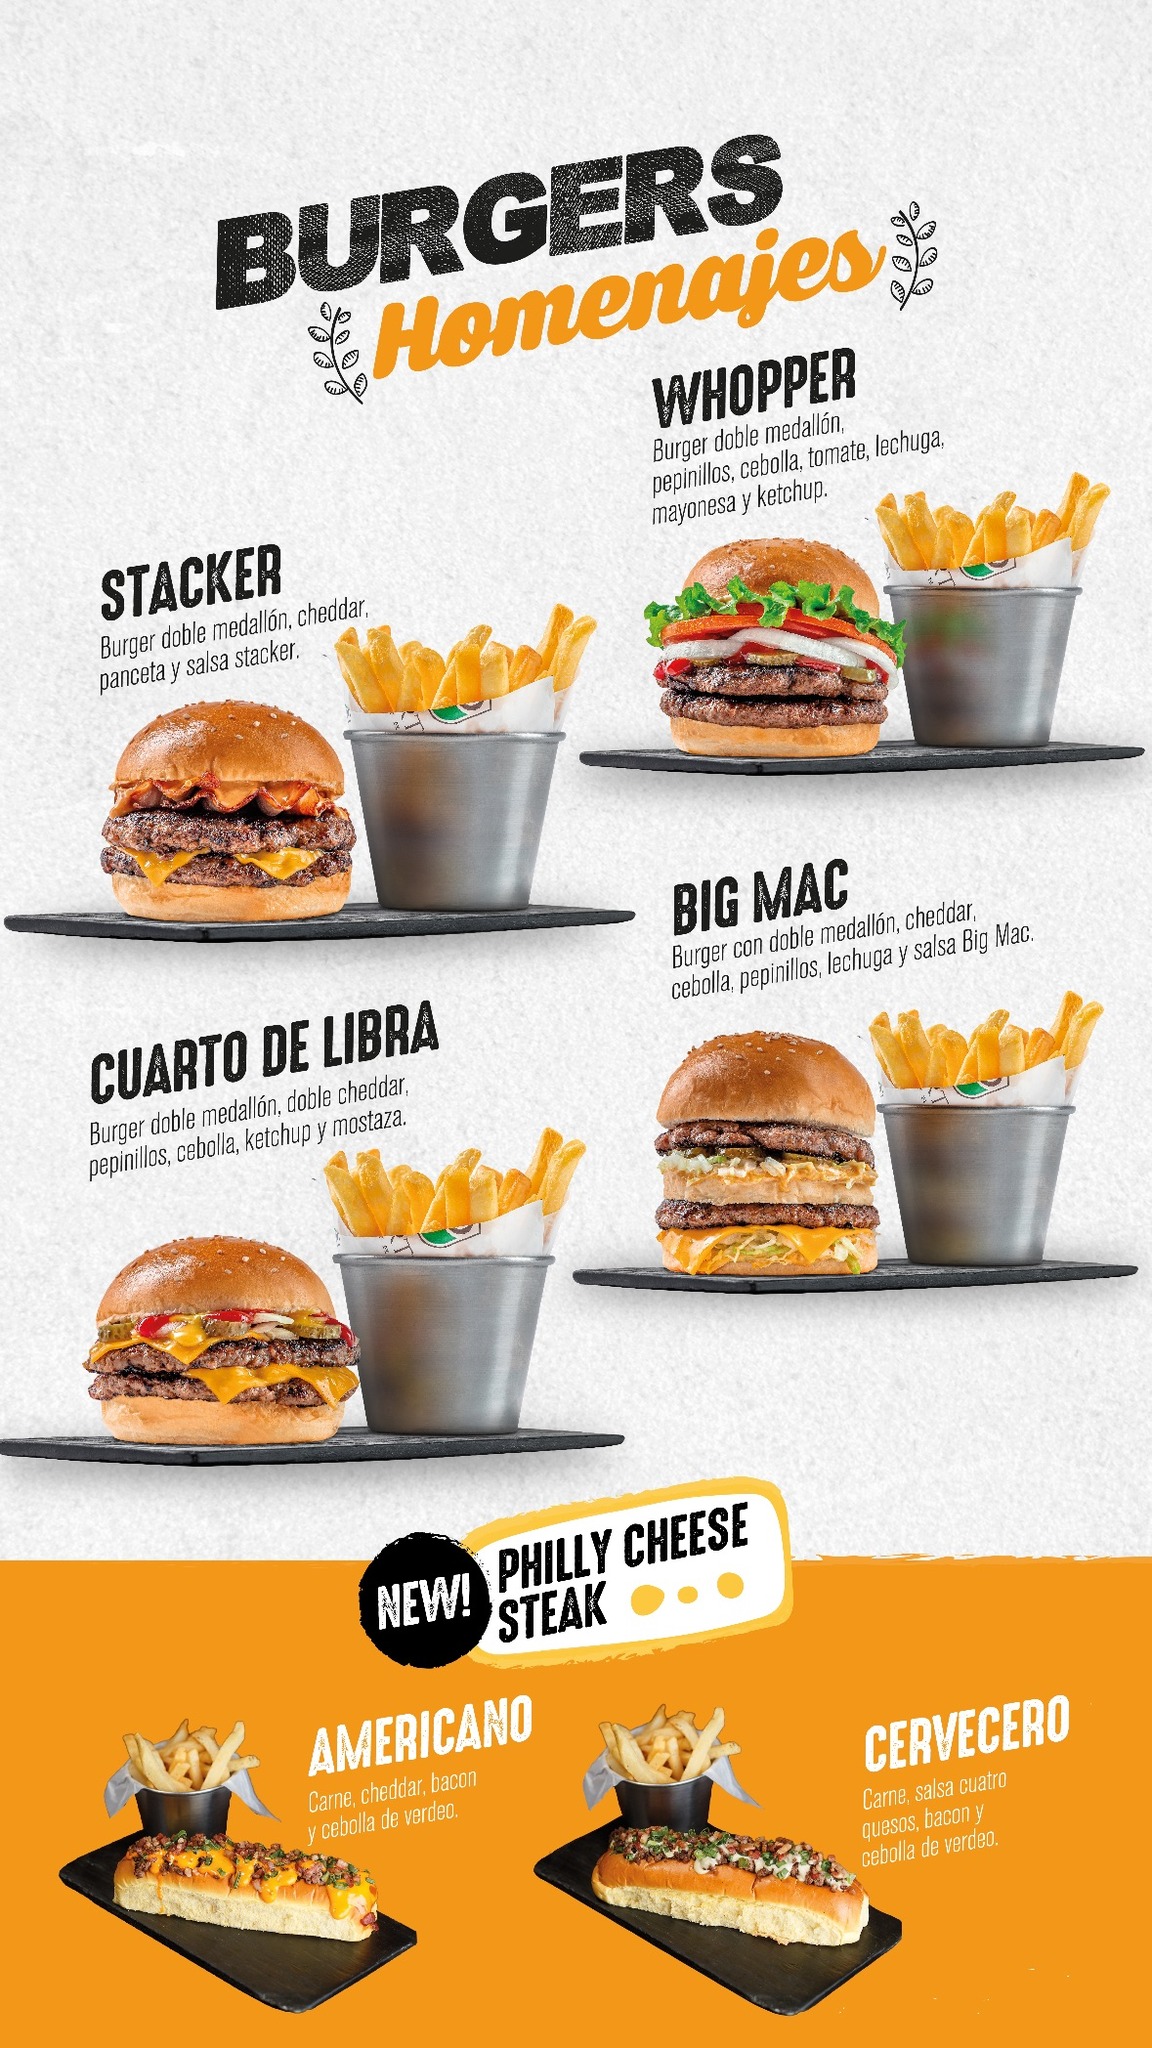 BURGERS
Homenajes
WHOPPER
Burger doble medallón,
pepinillos, cebolla, tomate, lechuga,
mayonesa y ketchup.
STACKER
Burger doble medallón, cheddar,
panceta y salsa stacker.
BIG MAC
Burger con doble medallón, cheddar,
cebolla, pepinillos, lechuga y salsa Big Mac.
CUARTO DE LIBRA
Burger doble medallón, doble cheddar,
pepinillos, cebolla, ketchup y mostaza.
NEW!
PHILLY CHEESE
STEAK
AMERICANO
Carne, cheddar, bacon
y cebolla de verdeo.
CERVECERO
Carne, salsa cuatro
quesos, bacon y
cebolla de verdeo.